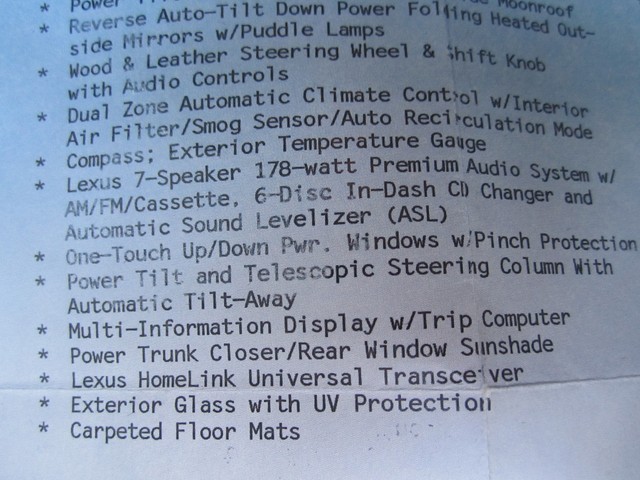 * Power Moonroof
* Reverse Auto-Tilt Down Power Folding Heated Out-
side Mirrors w/Puddle Lamps
* Wood & Leather Steering Wheel & Shift Knob
with Audio Controls
* Dual Zone Automatic Climate Control w/Interior
Air Filter/Smog Sensor/Auto Recirculation Mode
* Compass; Exterior Temperature Gauge
* Lexus 7-Speaker 178-watt Premium Audio System w/
AM/FM/Cassette, 6-Disc In-Dash CD Changer and
Automatic Sound Levelizer (ASL)
* One-Touch Up/Down Pwr. Windows w/Pinch Protection
* Power Tilt and Telescopic Steering Column With
Automatic Tilt-Away
* Multi-Information Display w/Trip Computer
* Power Trunk Closer/Rear Window Sunshade
* Lexus HomeLink Universal Transceiver
* Exterior Glass with UV Protection
* Carpeted Floor Mats